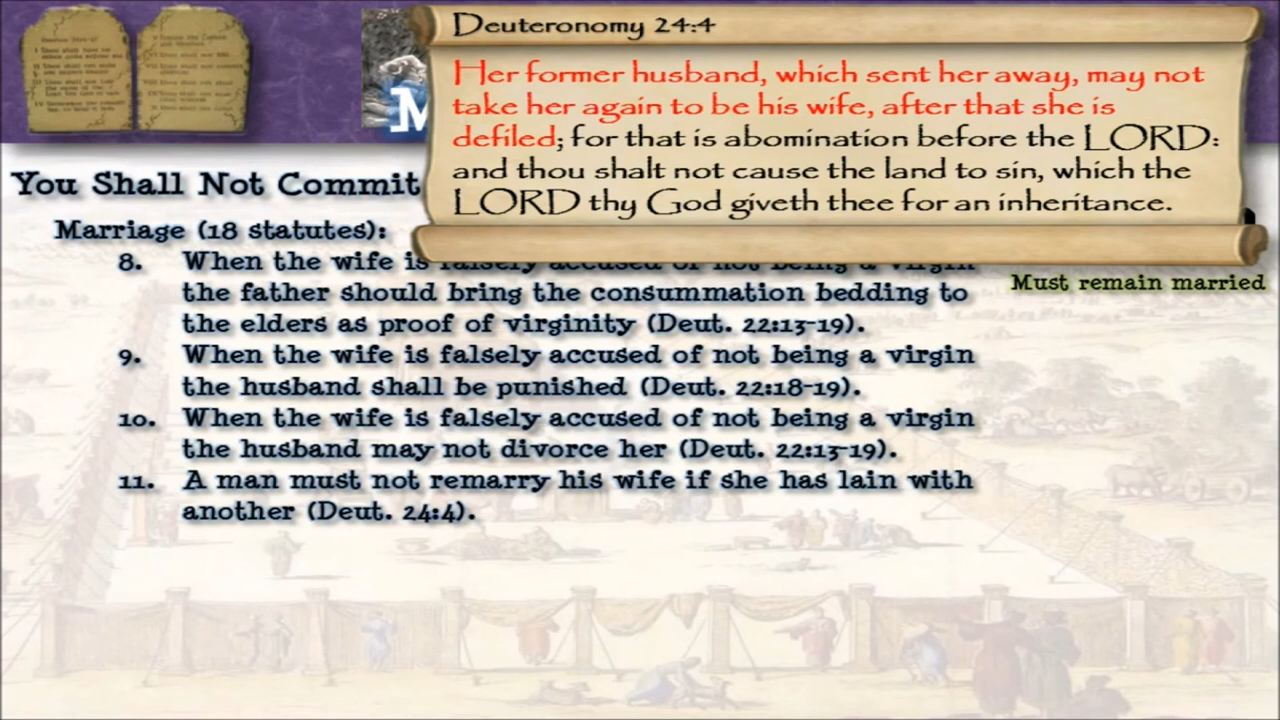 Deuteronomy 24:4
Her former husband, which sent her away, may not
take her again to be his wife, after that she is
defiled; for that is abomination before the LORD:
and thou shalt not cause the land to sin, which the
LORD thy God giveth thee for an inheritance.
M
You Shall Not Commit
Marriage (18 statutes):
8. When the wife is falsely accused of not being a virgin
the father should bring the consummation bedding to
the elders as proof of virginity (Deut. 22:13-19).
Must remain married
9. When the wife is falsely accused of not being a virgin
the husband shall be punished (Deut. 22:18-19).
10. When the wife is falsely accused of not being a virgin
the husband may not divorce her (Deut. 22:13-19).
11. A man must not remarry his wife if she has lain with
another (Deut. 24:4).